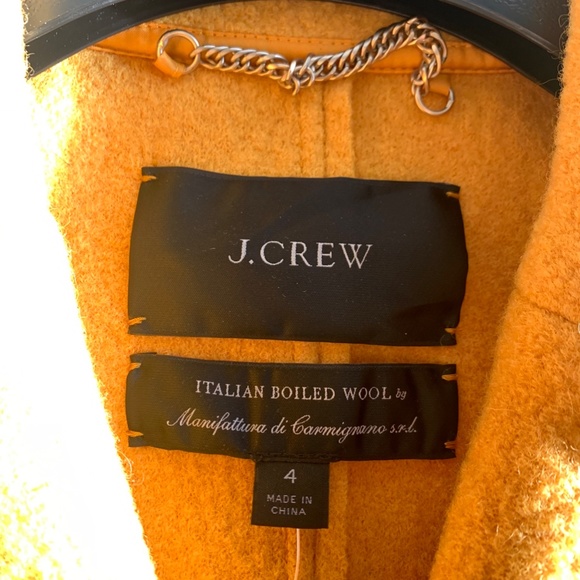 J.CREW
ITALIAN BOILED WOOL by
Manifattura di Carmignano s.r.l.
4
MADE IN
CHINA